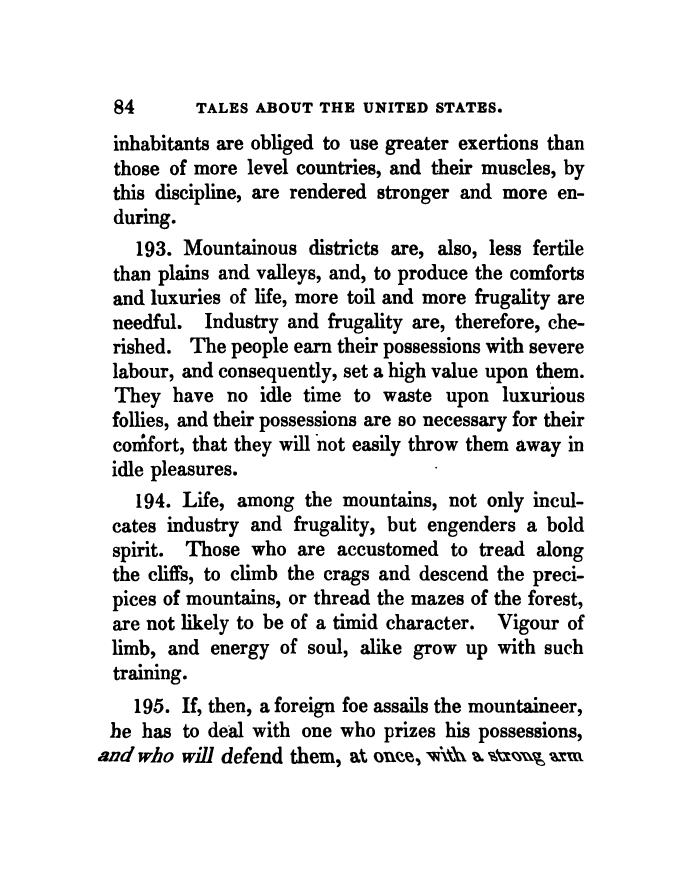 84 TALES ABOUT THE UNITED STATES.
inhabitants are obliged to use greater exertions than
those of more level countries, and their muscles, by
this discipline, are rendered stronger and more en-
during.
193. Mountainous districts are, also, less fertile
than plains and valleys, and, to produce the comforts
and luxuries of life, more toil and more frugality are
needful. Industry and frugality are, therefore, che-
rished. The people earn their possessions with severe
labour, and consequently, set a high value upon them.
They have no idle time to waste upon luxurious
follies, and their possessions are so necessary for their
comfort, that they will not easily throw them away in
idle pleasures.
194. Life, among the mountains, not only incul-
cates industry and frugality, but engenders a bold
spirit. Those who are accustomed to tread along
the cliffs, to climb the crags and descend the preci-
pices of mountains, or thread the mazes of the forest,
are not likely to be of a timid character. Vigour of
limb, and energy of soul, alike grow up with such
training.
195. If, then, a foreign foe assails the mountaineer,
he has to deal with one who prizes his possessions,
and who will defend them, at once, with a strong arm